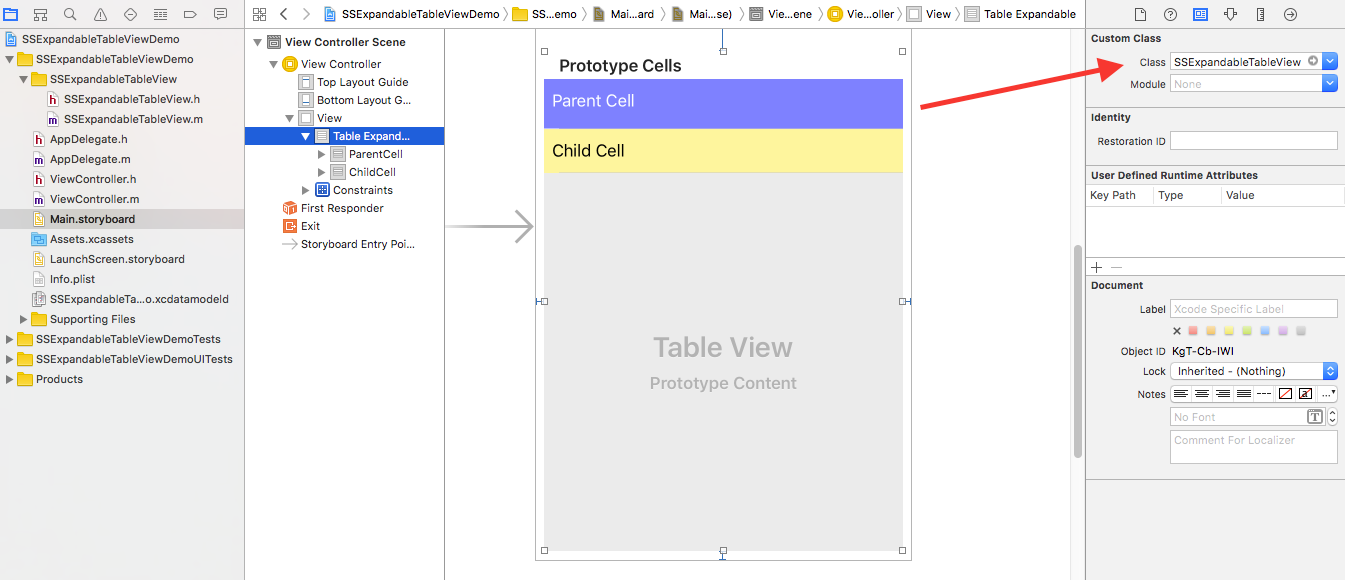 SSExpandableTableViewDemo
SS...emo
Mai...ard
Mai...se)
Vie...ene
Vie...oller
View
Table Expandable
SSExpandableTableViewDemo
SSExpandableTableViewDemo
SSExpandableTableView
SSExpandableTableView.h
SSExpandableTableView.m
AppDelegate.h
AppDelegate.m
ViewController.h
ViewController.m
Main.storyboard
Assets.xcassets
LaunchScreen.storyboard
Info.plist
SSExpandableTa...o.xcdatamodeld
Supporting Files
SSExpandableTableViewDemoTests
SSExpandableTableViewDemoUITests
Products
View Controller Scene
View Controller
Top Layout Guide
Bottom Layout G...
View
Table Expand...
ParentCell
ChildCell
Constraints
First Responder
Exit
Storyboard Entry Poi...
Prototype Cells
Parent Cell
Child Cell
Table View
Prototype Content
Custom Class
Class SSExpandableTableView
Module None
Identity
Restoration ID
User Defined Runtime Attributes
Key Path Type Value
Document
Label Xcode Specific Label
Object ID KgT-Cb-IWI
Lock Inherited - (Nothing)
Notes
No Font
Comment For Localizer